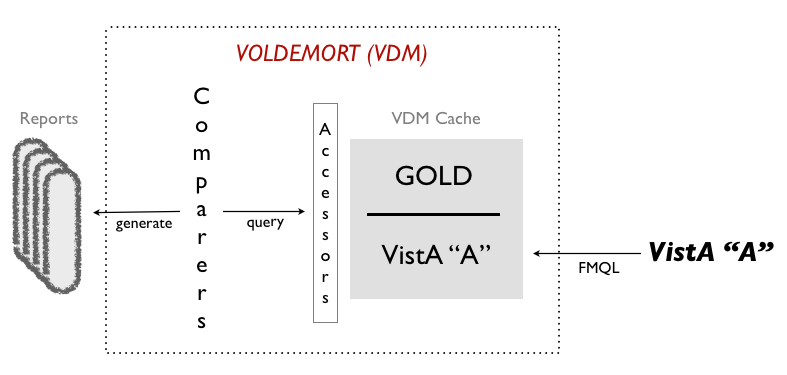 VOLDEMORT (VDM)
Reports
Comparers
Accessors
VDM Cache
GOLD
VistA “A”
generate
query
FMQL
VistA “A”